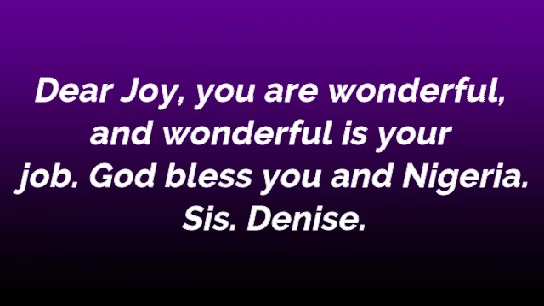 Dear Joy, you are wonderful,
and wonderful is your
job. God bless you and Nigeria.
Sis. Denise.